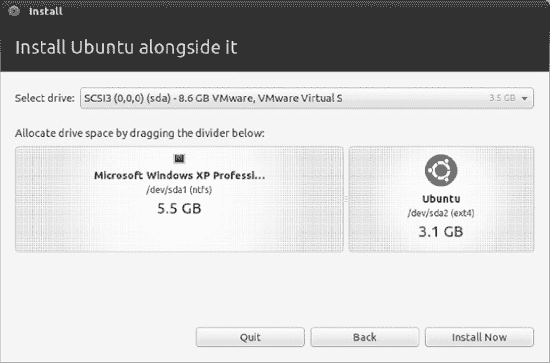 Install
Install Ubuntu alongside it
Select drive: SCSI3 (0,0,0) (sda) - 8.6 GB VMware, VMware Virtual S 3.5 GB
Allocate drive space by dragging the divider below:
Microsoft Windows XP Professi...
/dev/sda1 (ntfs)
5.5 GB
Ubuntu
/dev/sda2 (ext4)
3.1 GB
Quit Back Install Now